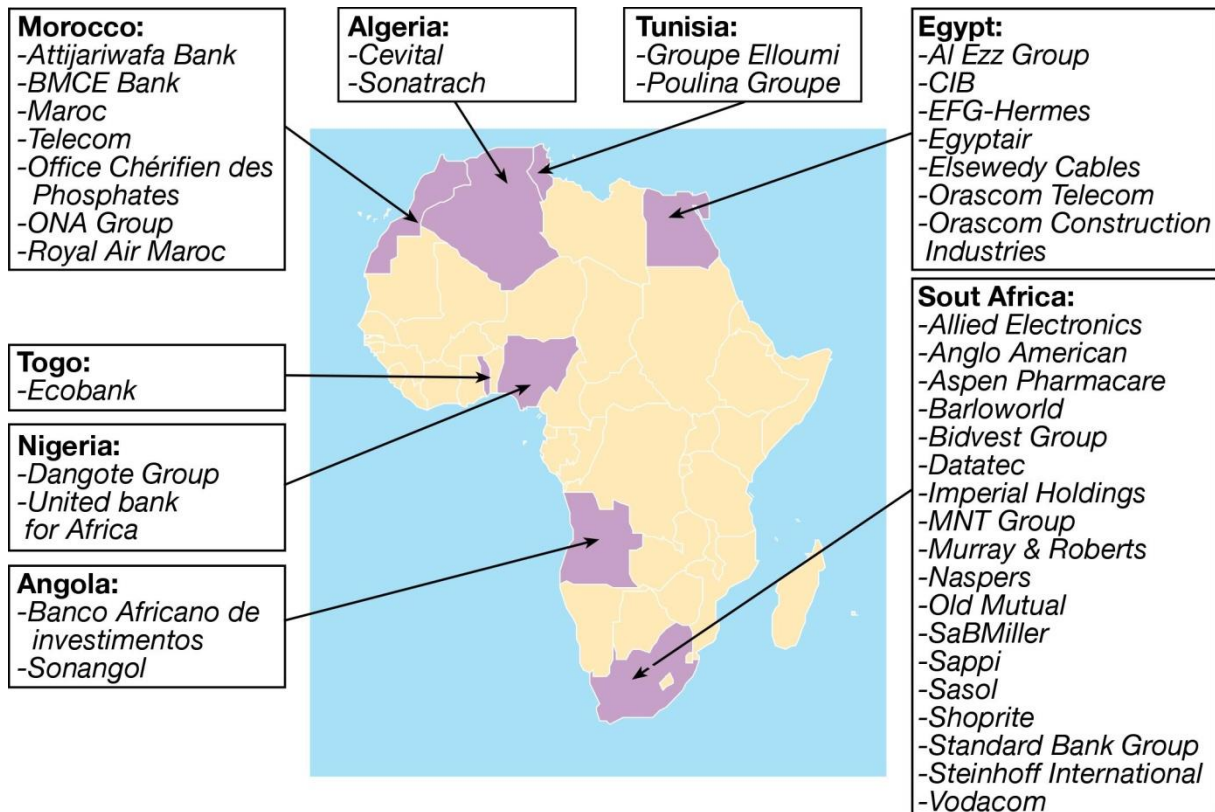 Morocco:
-Attijariwafa Bank
-BMCE Bank
-Maroc
-Telecom
-Office Chérifien des
Phosphates
-ONA Group
-Royal Air Maroc
Algeria:
-Cevital
-Sonatrach
Tunisia:
-Groupe Elloumi
-Poulina Groupe
Egypt:
-Al Ezz Group
-CIB
-EFG-Hermes
-Egyptair
-Elsewedy Cables
-Orascom Telecom
-Orascom Construction
Industries
Togo:
-Ecobank
Nigeria:
-Dangote Group
-United bank
for Africa
Angola:
-Banco Africano de
investimentos
-Sonangol
Sout Africa:
-Allied Electronics
-Anglo American
-Aspen Pharmacare
-Barloworld
-Bidvest Group
-Datatec
-Imperial Holdings
-MNT Group
-Murray & Roberts
-Naspers
-Old Mutual
-SaBMiller
-Sappi
-Sasol
-Shoprite
-Standard Bank Group
-Steinhoff International
-Vodacom